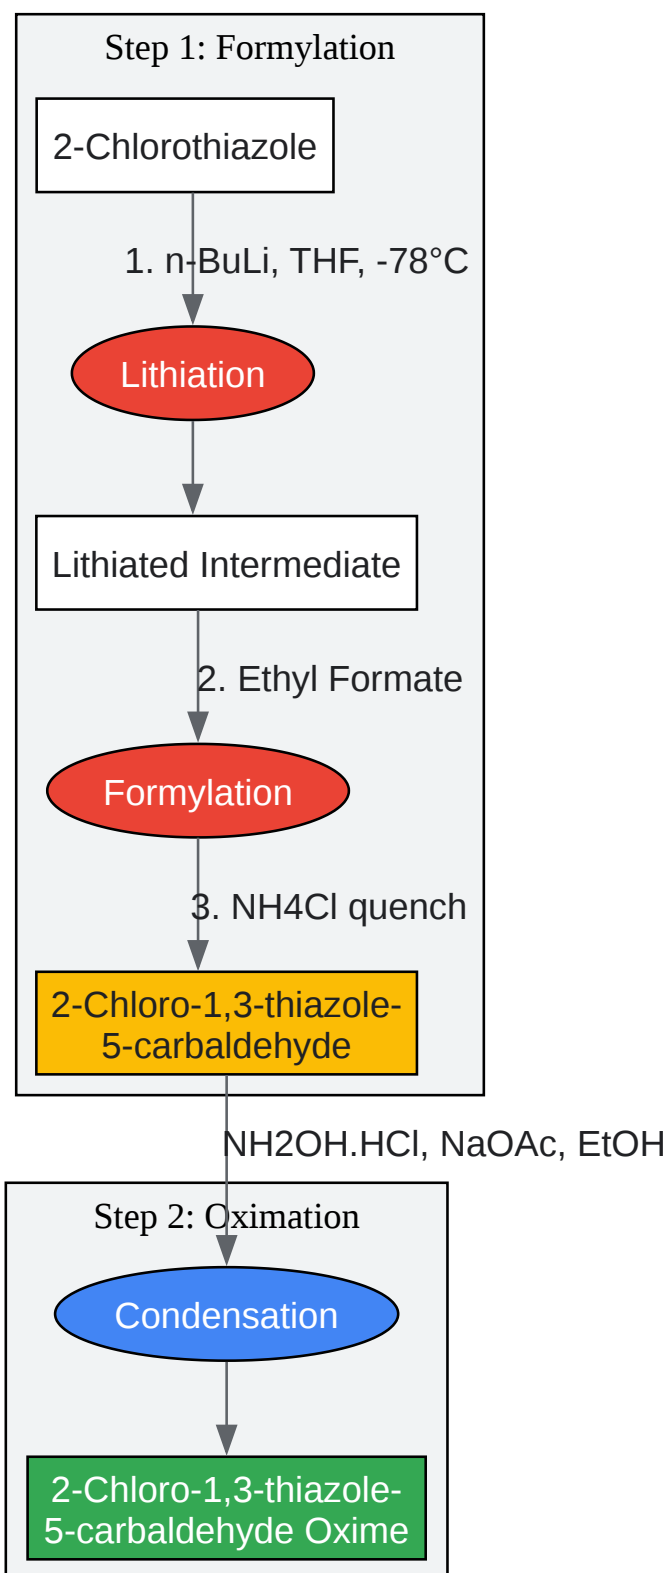 Step 1: Formylation
2-Chlorothiazole
1. n-BuLi, THF, -78°C
Lithiation
Lithiated Intermediate
2. Ethyl Formate
Formylation
3. NH4Cl quench
2-Chloro-1,3-thiazole-
5-carbaldehyde
NH2OH.HCl, NaOAc, EtOH
Step 2: Oximation
Condensation
2-Chloro-1,3-thiazole-
5-carbaldehyde Oxime